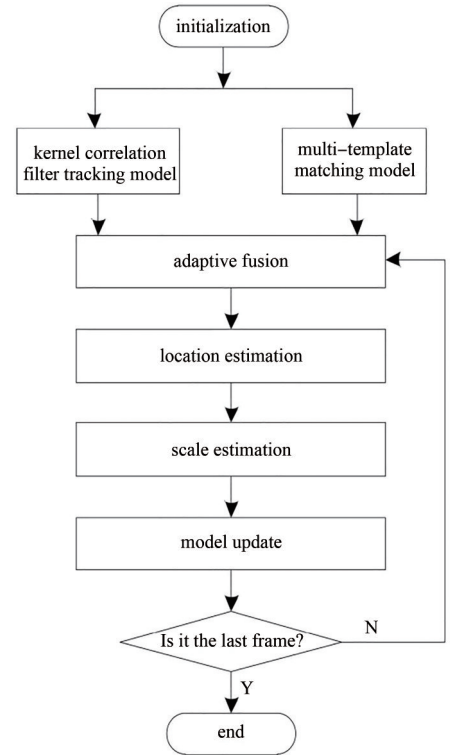 initialization
kernel correlation
filter tracking model
multi−template
matching model
adaptive fusion
location estimation
scale estimation
model update
Is it the last frame?
N
Y
end